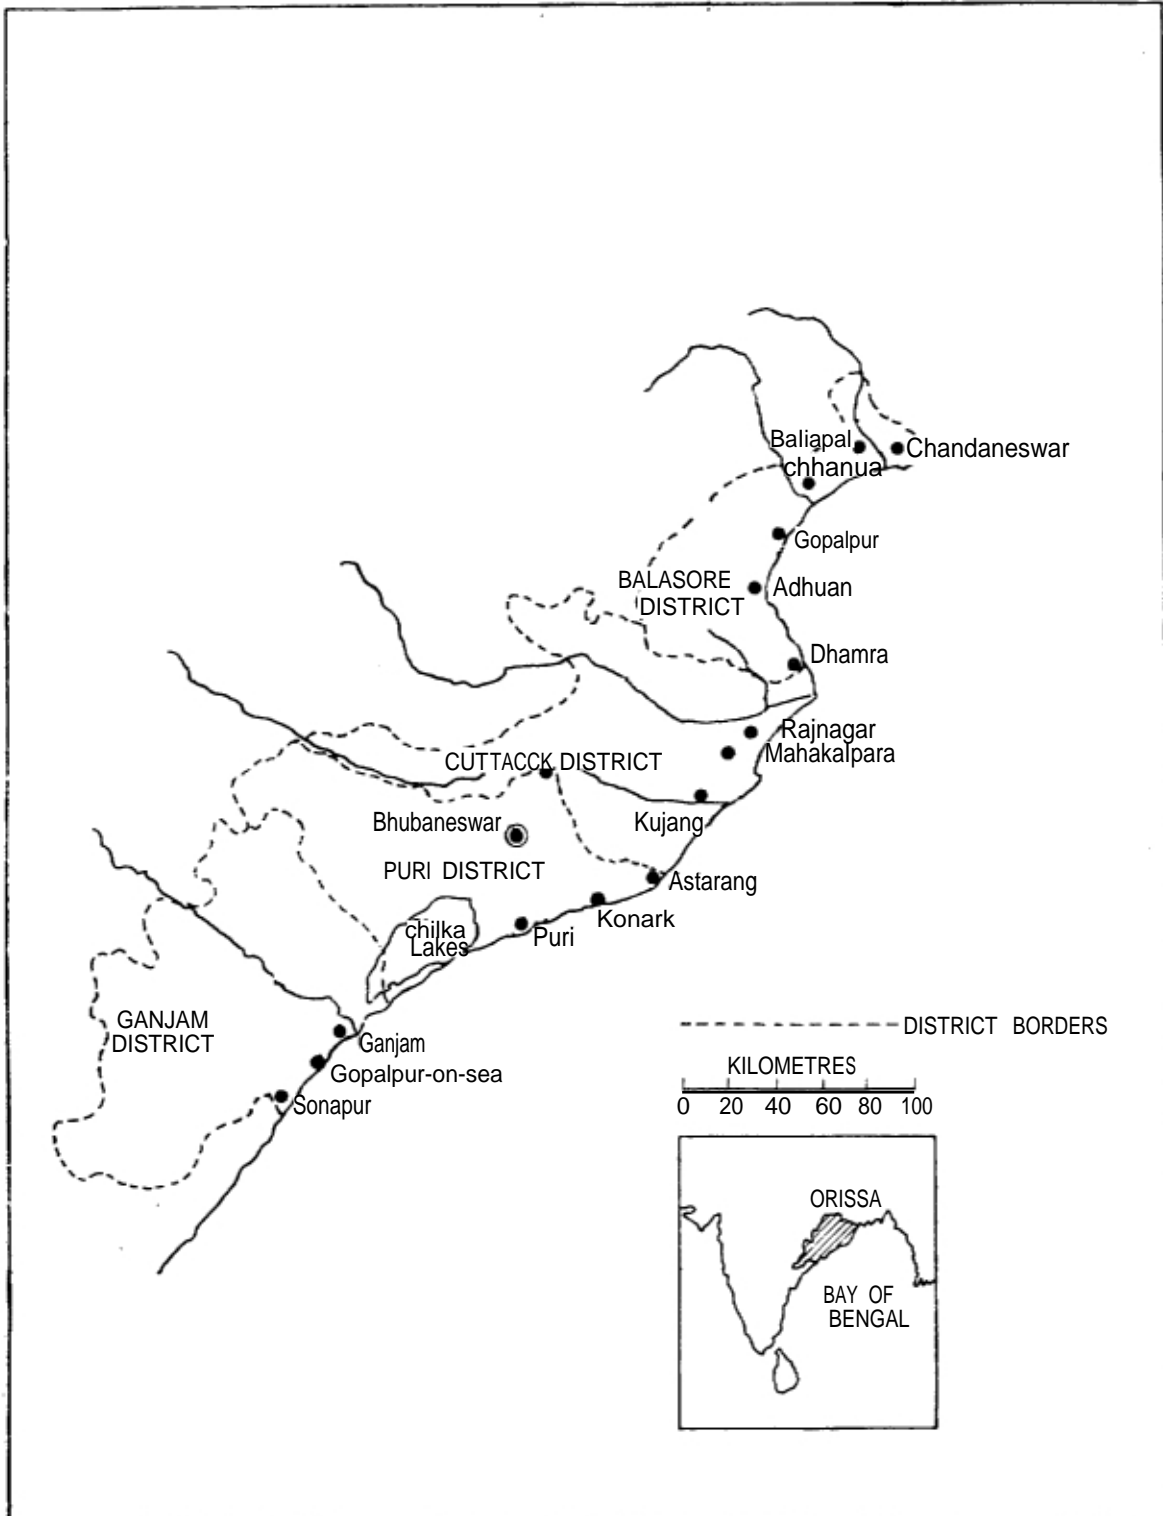 Baliapal
Chandaneswar
chhanua
Gopalpur
BALASORE
DISTRICT
Adhuan
Dhamra
Rajnagar
Mahakalpara
CUTTACCK DISTRICT
Bhubaneswar
Kujang
PURI DISTRICT
Astarang
Konark
chilka
Lakes
Puri
GANJAM
DISTRICT
Ganjam
Gopalpur-on-sea
Sonapur
DISTRICT BORDERS
KILOMETRES
0 20 40 60 80 100
ORISSA
BAY OF
BENGAL